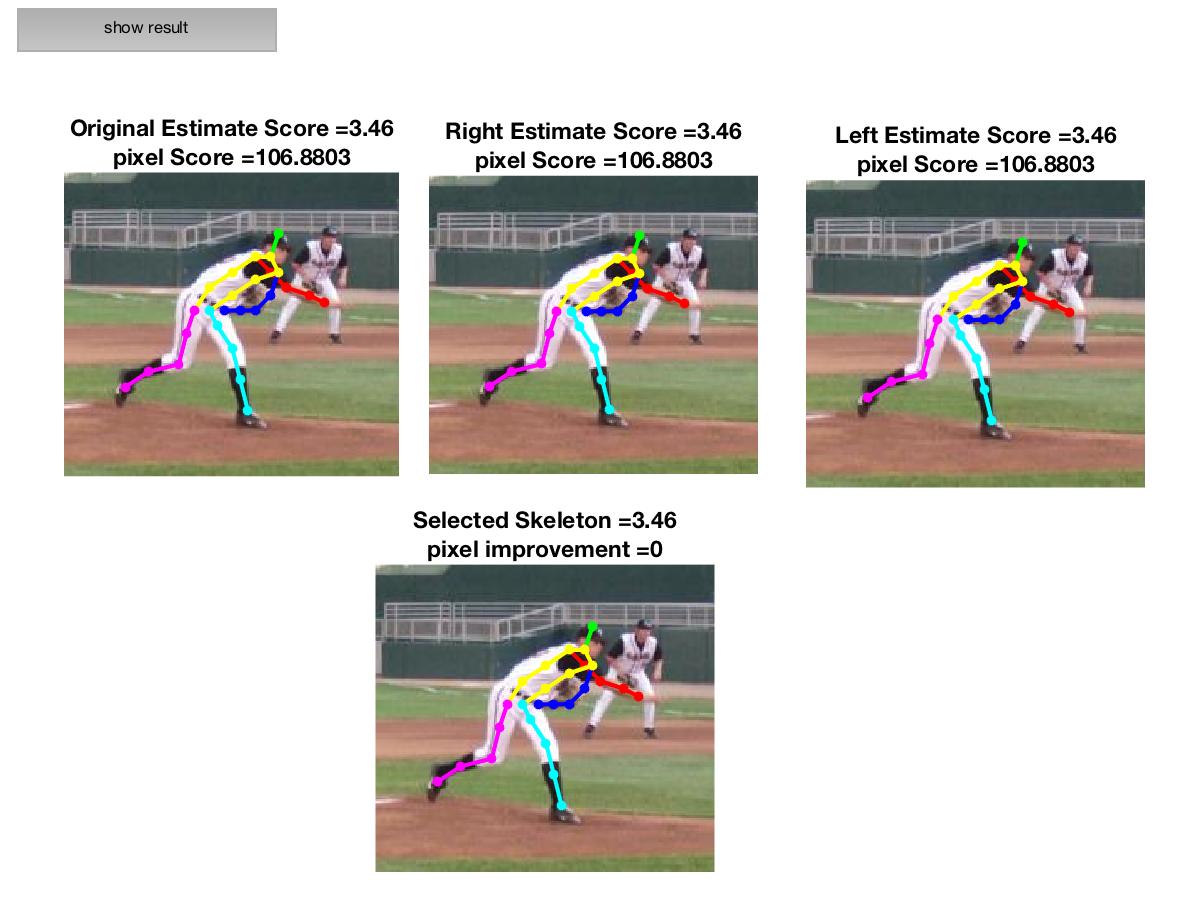 show result
Original Estimate Score =3.46
pixel Score =106.8803
Right Estimate Score =3.46
pixel Score =106.8803
Left Estimate Score =3.46
pixel Score =106.8803
Selected Skeleton =3.46
pixel improvement =0